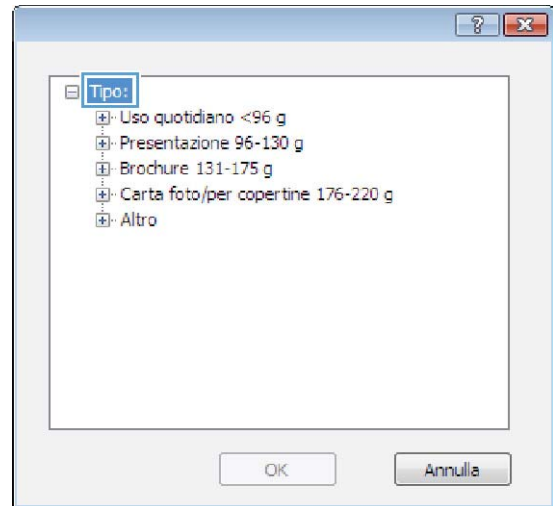 Tipo:
Uso quotidiano <96 g
Presentazione 96-130 g
Brochure 131-175 g
Carta foto/per copertine 176-220 g
Altro
OK
Annulla